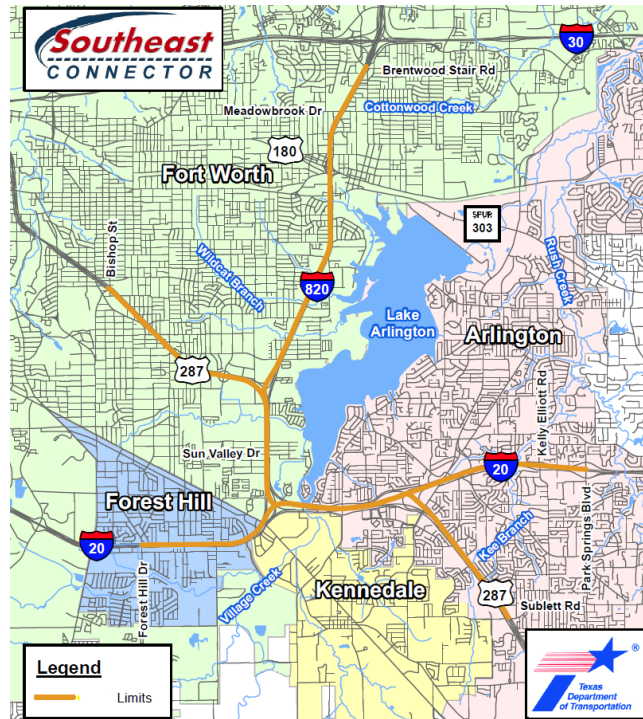 Southeast
CONNECTOR
30
Brentwood Stair Rd
Meadowbrook Dr
Cottonwood Creek
180
Fort Worth
SPUR
303
Bishop St
Wildcat Branch
Rush Creek
820
Lake
Arlington
Arlington
287
Kelly Elliott Rd
Sun Valley Dr
20
Forest Hill
Park Springs Blvd
20
Kee Branch
Forest Hill Dr
Village Creek
Kennedale
287
Sublett Rd
Legend
Limits
®
Texas
Department
of Transportation